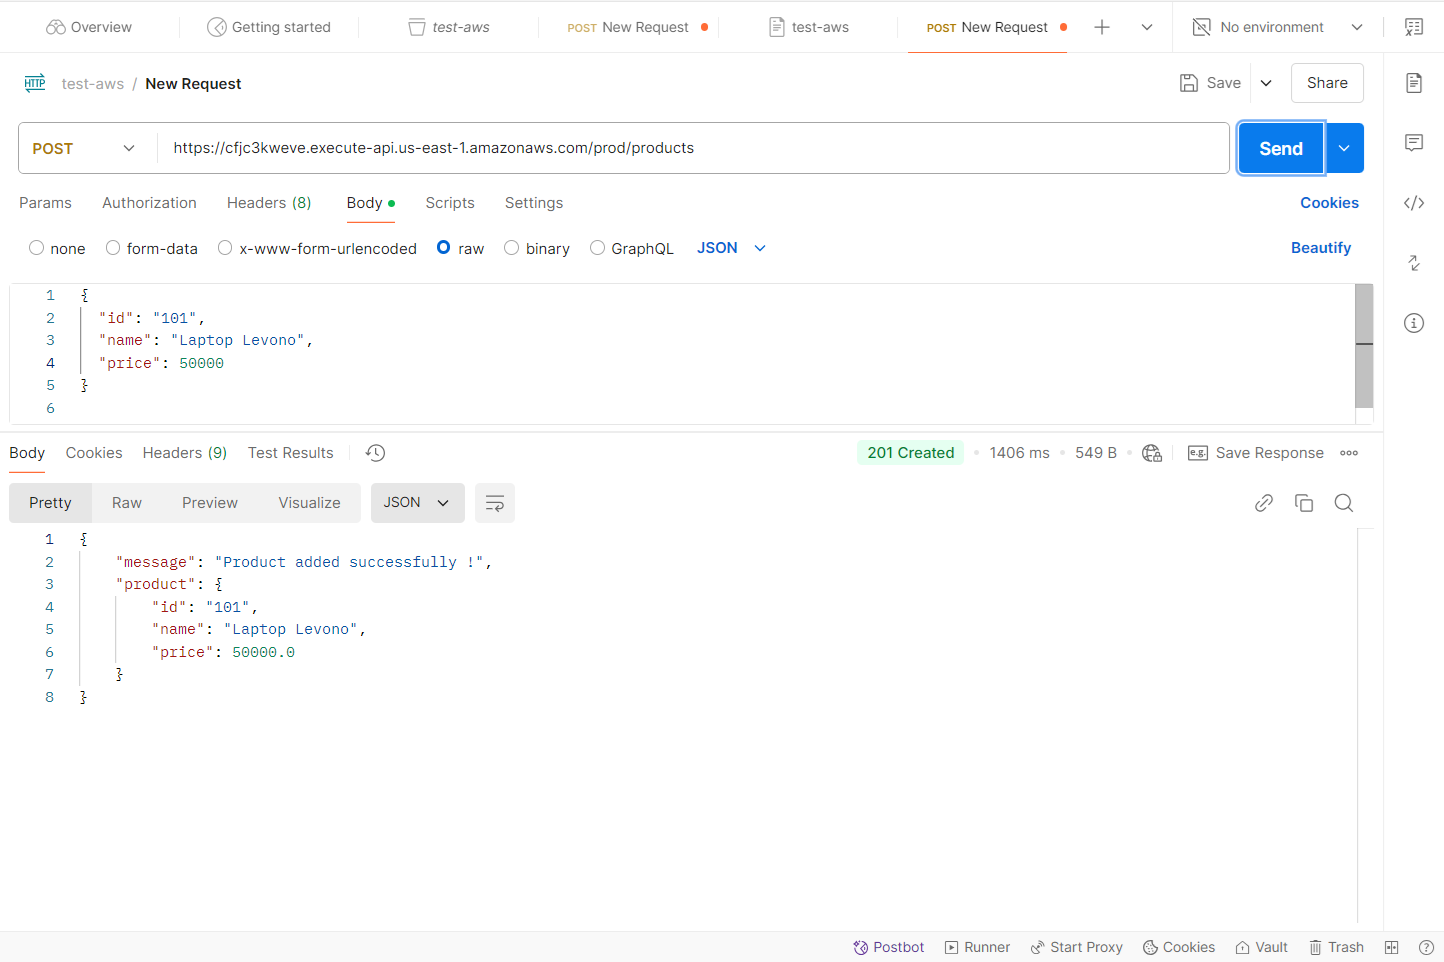 Overview
Getting started
test-aws
POST New Request
test-aws
POST New Request
No environment
HTTP test-aws / New Request
Save
Share
POST
https://cfjc3kweve.execute-api.us-east-1.amazonaws.com/prod/products
Send
Params Authorization Headers (8) Body Scripts Settings
Cookies
none form-data x-www-form-urlencoded raw binary GraphQL JSON
Beautify
1 {
2 "id": "101",
3 "name": "Laptop Levono",
4 "price": 50000
5 }
6
Body Cookies Headers (9) Test Results
201 Created 1406 ms 549 B
e.g. Save Response
Pretty Raw Preview Visualize JSON
1 {
2 "message": "Product added successfully !",
3 "product": {
4 "id": "101",
5 "name": "Laptop Levono",
6 "price": 50000.0
7 }
8 }
Postbot Runner Start Proxy Cookies Vault Trash